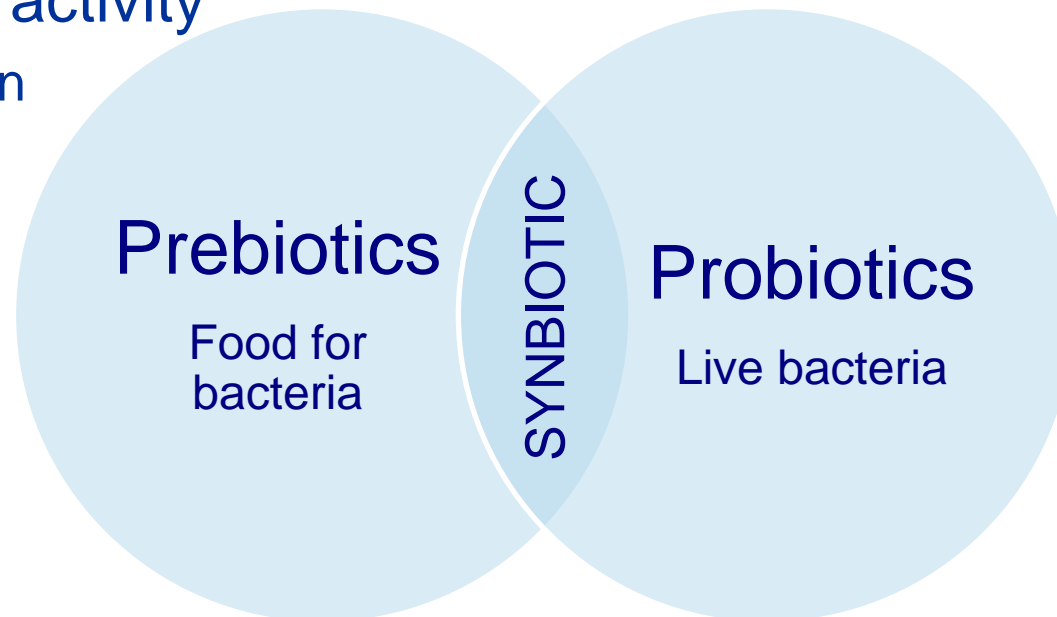 activity
n
Prebiotics
Food for
bacteria
SYNBIOTIC
Probiotics
Live bacteria